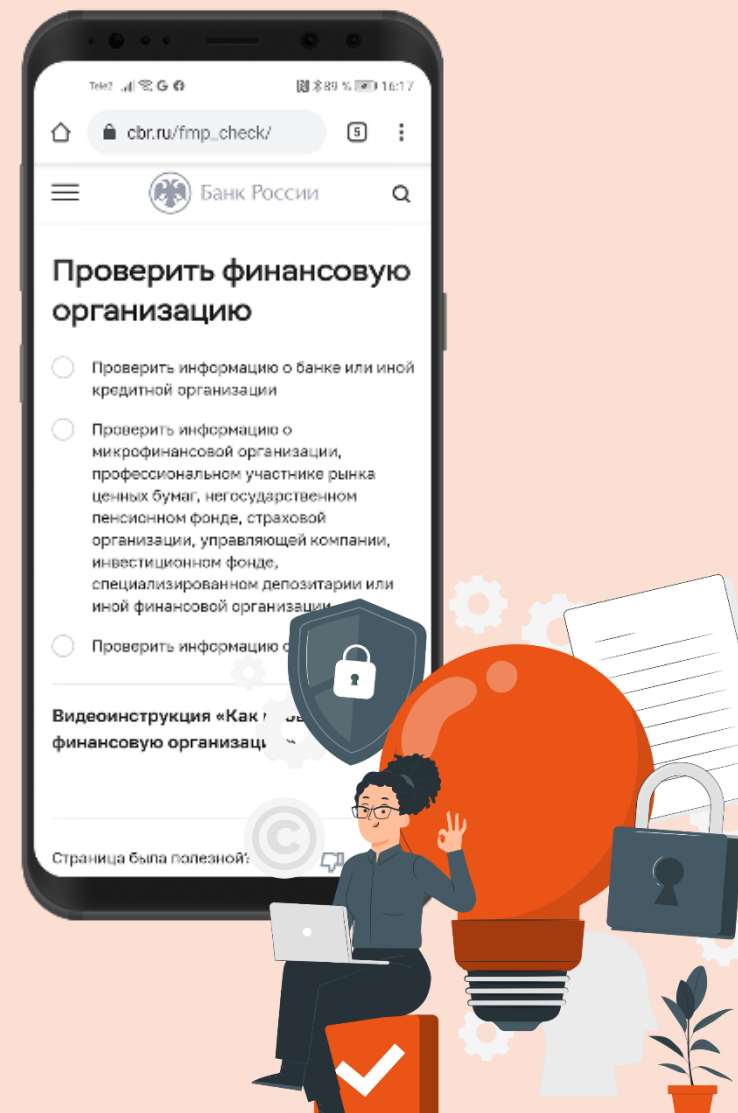 Tele2 89 % 16:17
cbr.ru/fmp_check/ 5
Банк России
Проверить финансовую
организацию
Проверить информацию о банке или иной
кредитной организации
Проверить информацию о
микрофинансовой организации,
профессиональном участнике рынка
ценных бумаг, негосударственном
пенсионном фонде, страховой
организации, управляющей компании,
инвестиционном фонде,
специализированном депозитарии или
иной финансовой организации
Проверить информацию
Видеоинструкция «Как
финансовую
Страница была полезной?
©